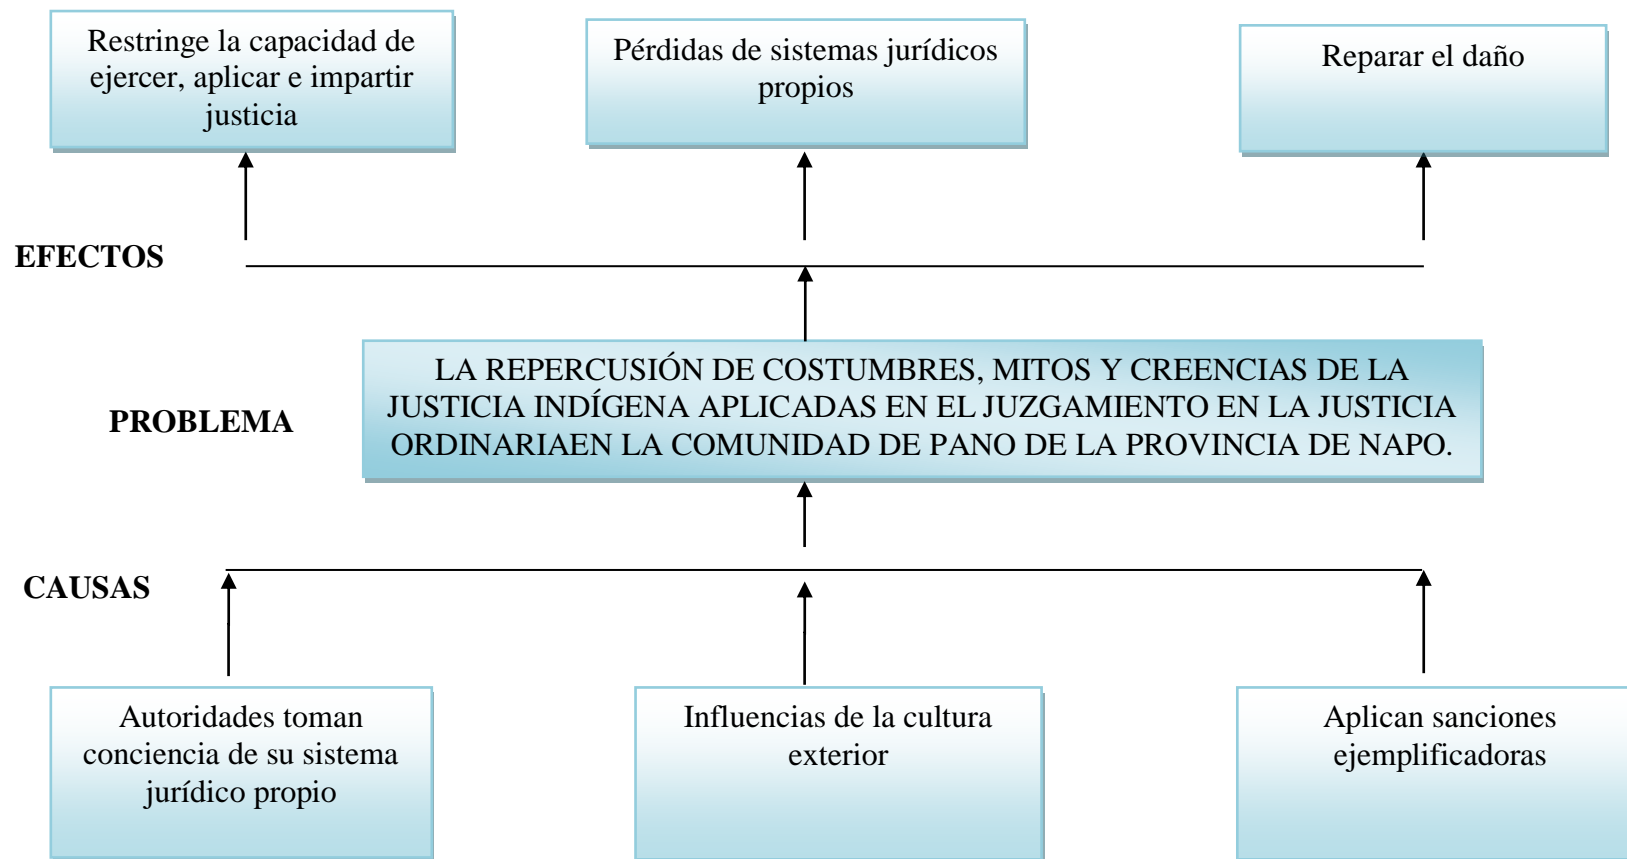 Restringe la capacidad de
ejercer, aplicar e impartir
justicia
Pérdidas de sistemas jurídicos
propios
Reparar el daño
EFECTOS
LA REPERCUSIÓN DE COSTUMBRES, MITOS Y CREENCIAS DE LA
JUSTICIA INDÍGENA APLICADAS EN EL JUZGAMIENTO EN LA JUSTICIA
ORDINARIAEN LA COMUNIDAD DE PANO DE LA PROVINCIA DE NAPO.
PROBLEMA
CAUSAS
Autoridades toman
conciencia de su sistema
jurídico propio
Influencias de la cultura
exterior
Aplican sanciones
ejemplificadoras